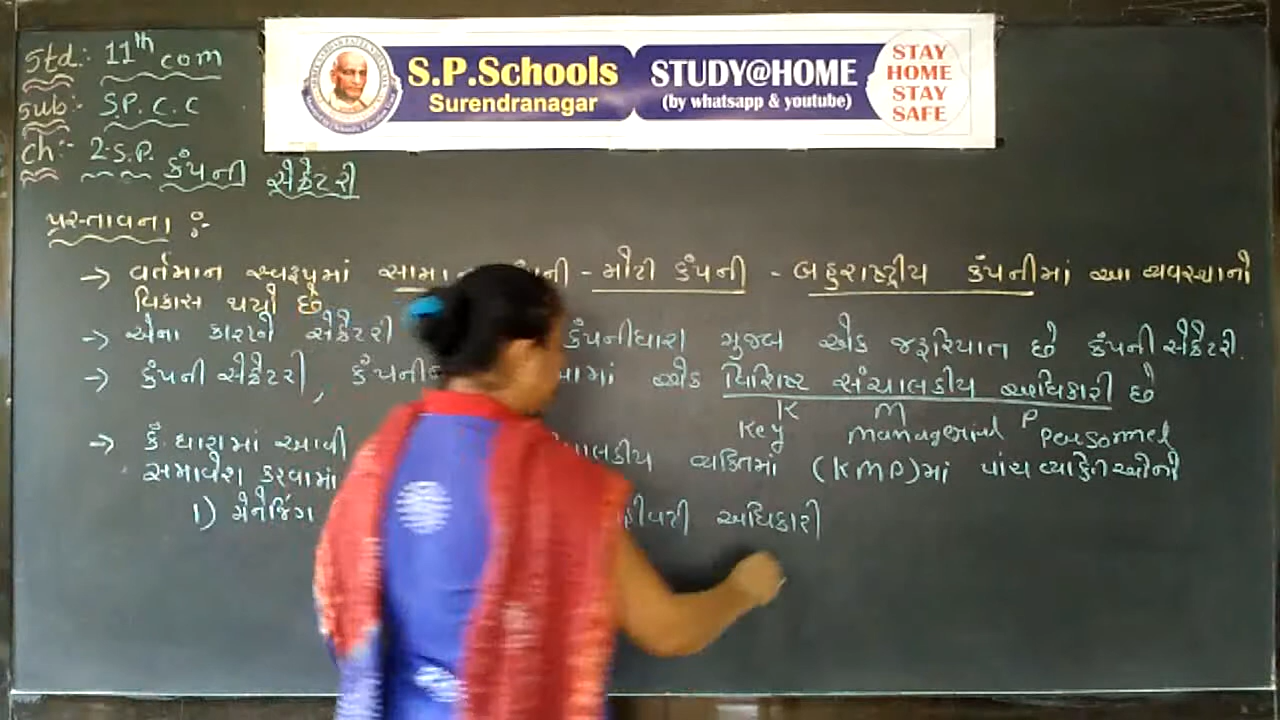 Std:- 11th com
Sub:- S.P.C.C
ch:- 2 S.P. કંપની સેક્રેટરી
S.P.Schools
Surendranagar
STUDY@HOME
(by whatsapp & youtube)
STAY
HOME
STAY
SAFE
પ્રસ્તાવના :-
→ વર્તમાન સ્વરૂપમાં - મોટી કંપની - બહુરાષ્ટ્રીય કંપનીમાં આ વ્યવસ્થાનો
વિકાસ થયો છે
→ એના કારણે સેક્રેટરી કંપનીધારા મુજબ એક જરૂરિયાત છે કંપની સેક્રેટરી.
→ કંપની સેક્રેટરી, એક વિશિષ્ટ સંચાલકીય અધિકારી છે
K M P
Key Managerial Personnel
→ કં. ધારામાં આવી વ્યક્તિમાં (KMP)માં પાંચ વ્યક્તિઓનો
સમાવેશ કરવામાં
1) મેનેજિંગ અધિકારી